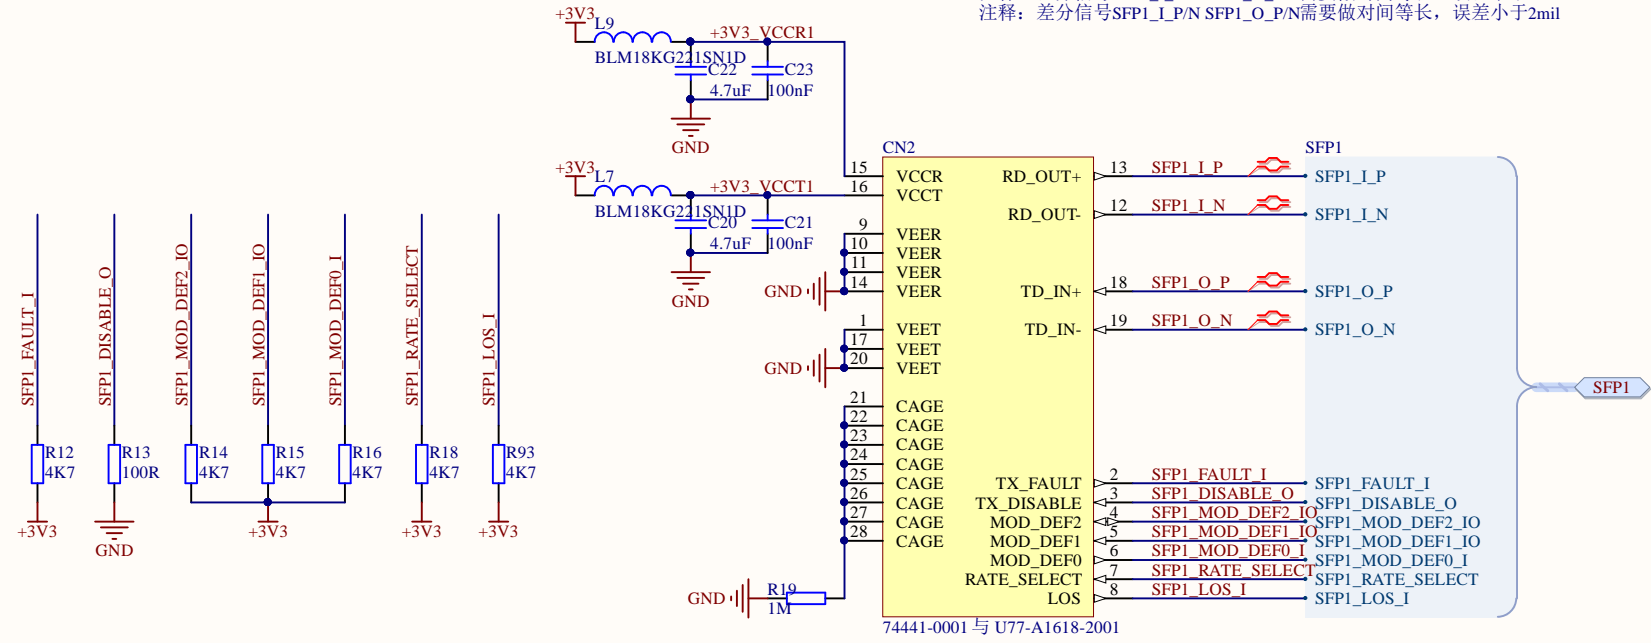 注释：差分信号SFP1_I_P/N SFP1_O_P/N需要做对间等长，误差小于2mil
+3V3
L9
+3V3_VCCR1
BLM18KG221SN1D
C22
C23
4.7uF
100nF
GND
+3V3
L7
+3V3_VCCT1
BLM18KG221SN1D
C20
C21
4.7uF
100nF
GND
SFP1_FAULT_I
SFP1_DISABLE_O
SFP1_MOD_DEF2_IO
SFP1_MOD_DEF1_IO
SFP1_MOD_DEF0_I
SFP1_RATE_SELECT
SFP1_LOS_I
R12
4K7
R13
100R
R14
4K7
R15
4K7
R16
4K7
R18
4K7
R93
4K7
+3V3
GND
+3V3
+3V3
+3V3
CN2
15 VCCR
16 VCCT
9 VEER
10 VEER
11 VEER
14 VEER
GND
1 VEET
17 VEET
20 VEET
GND
21 CAGE
22 CAGE
23 CAGE
24 CAGE
25 CAGE
26 CAGE
27 CAGE
28 CAGE
GND
R19
1M
RD_OUT+ 13 SFP1_I_P
RD_OUT- 12 SFP1_I_N
TD_IN+ 18 SFP1_O_P
TD_IN- 19 SFP1_O_N
TX_FAULT 2 SFP1_FAULT_I
TX_DISABLE 3 SFP1_DISABLE_O
MOD_DEF2 4 SFP1_MOD_DEF2_IO
MOD_DEF1 5 SFP1_MOD_DEF1_IO
MOD_DEF0 6 SFP1_MOD_DEF0_I
RATE_SELECT 7 SFP1_RATE_SELECT
LOS 8 SFP1_LOS_I
74441-0001 与 U77-A1618-2001
SFP1
SFP1_I_P
SFP1_I_N
SFP1_O_P
SFP1_O_N
SFP1_FAULT_I
SFP1_DISABLE_O
SFP1_MOD_DEF2_IO
SFP1_MOD_DEF1_IO
SFP1_MOD_DEF0_I
SFP1_RATE_SELECT
SFP1_LOS_I
SFP1